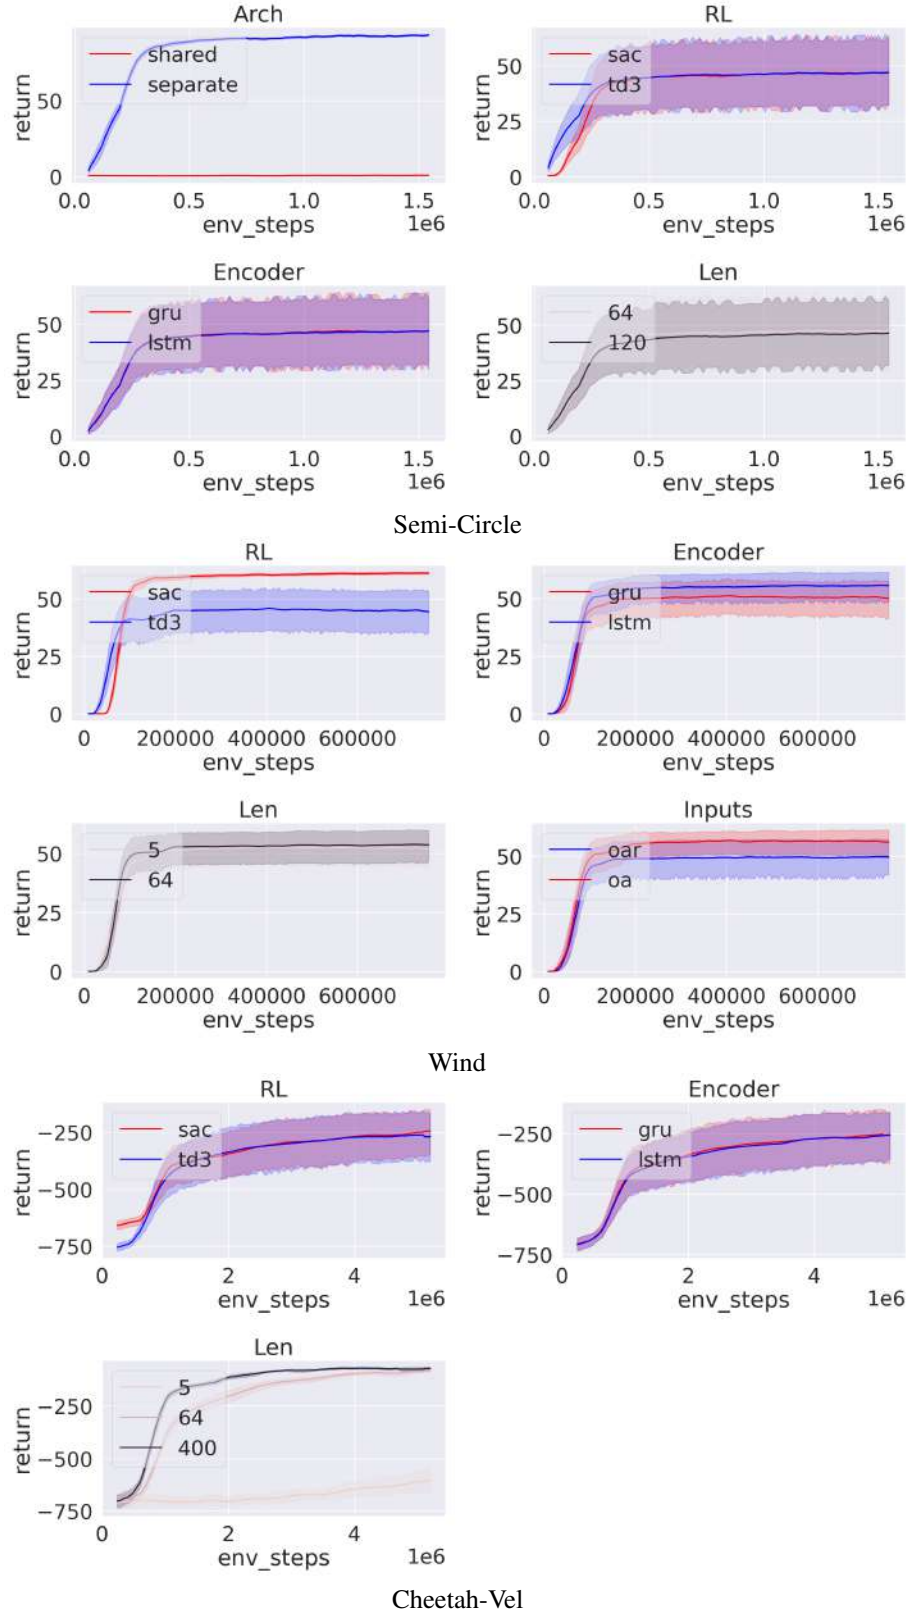 Arch
RL
return
50
0
shared
separate
0.0 0.5 1.0 1.5
1e6
env_steps
return
50
25
0
sac
td3
0.0 0.5 1.0 1.5
1e6
env_steps
Encoder
Len
return
50
25
0
gru
lstm
0.0 0.5 1.0 1.5
1e6
env_steps
return
50
25
0
64
120
0.0 0.5 1.0 1.5
1e6
env_steps
Semi-Circle
RL
Encoder
return
50
25
0
sac
td3
0 200000 400000 600000
env_steps
return
50
25
0
gru
lstm
0 200000 400000 600000
env_steps
Len
Inputs
return
50
25
0
5
64
0 200000 400000 600000
env_steps
return
50
25
0
oar
oa
0 200000 400000 600000
env_steps
Wind
RL
Encoder
return
−250
−500
−750
sac
td3
0 2 4
1e6
env_steps
return
−250
−500
−750
gru
lstm
0 2 4
1e6
env_steps
Len
return
−250
−500
−750
5
64
400
0 2 4
1e6
env_steps
Cheetah-Vel